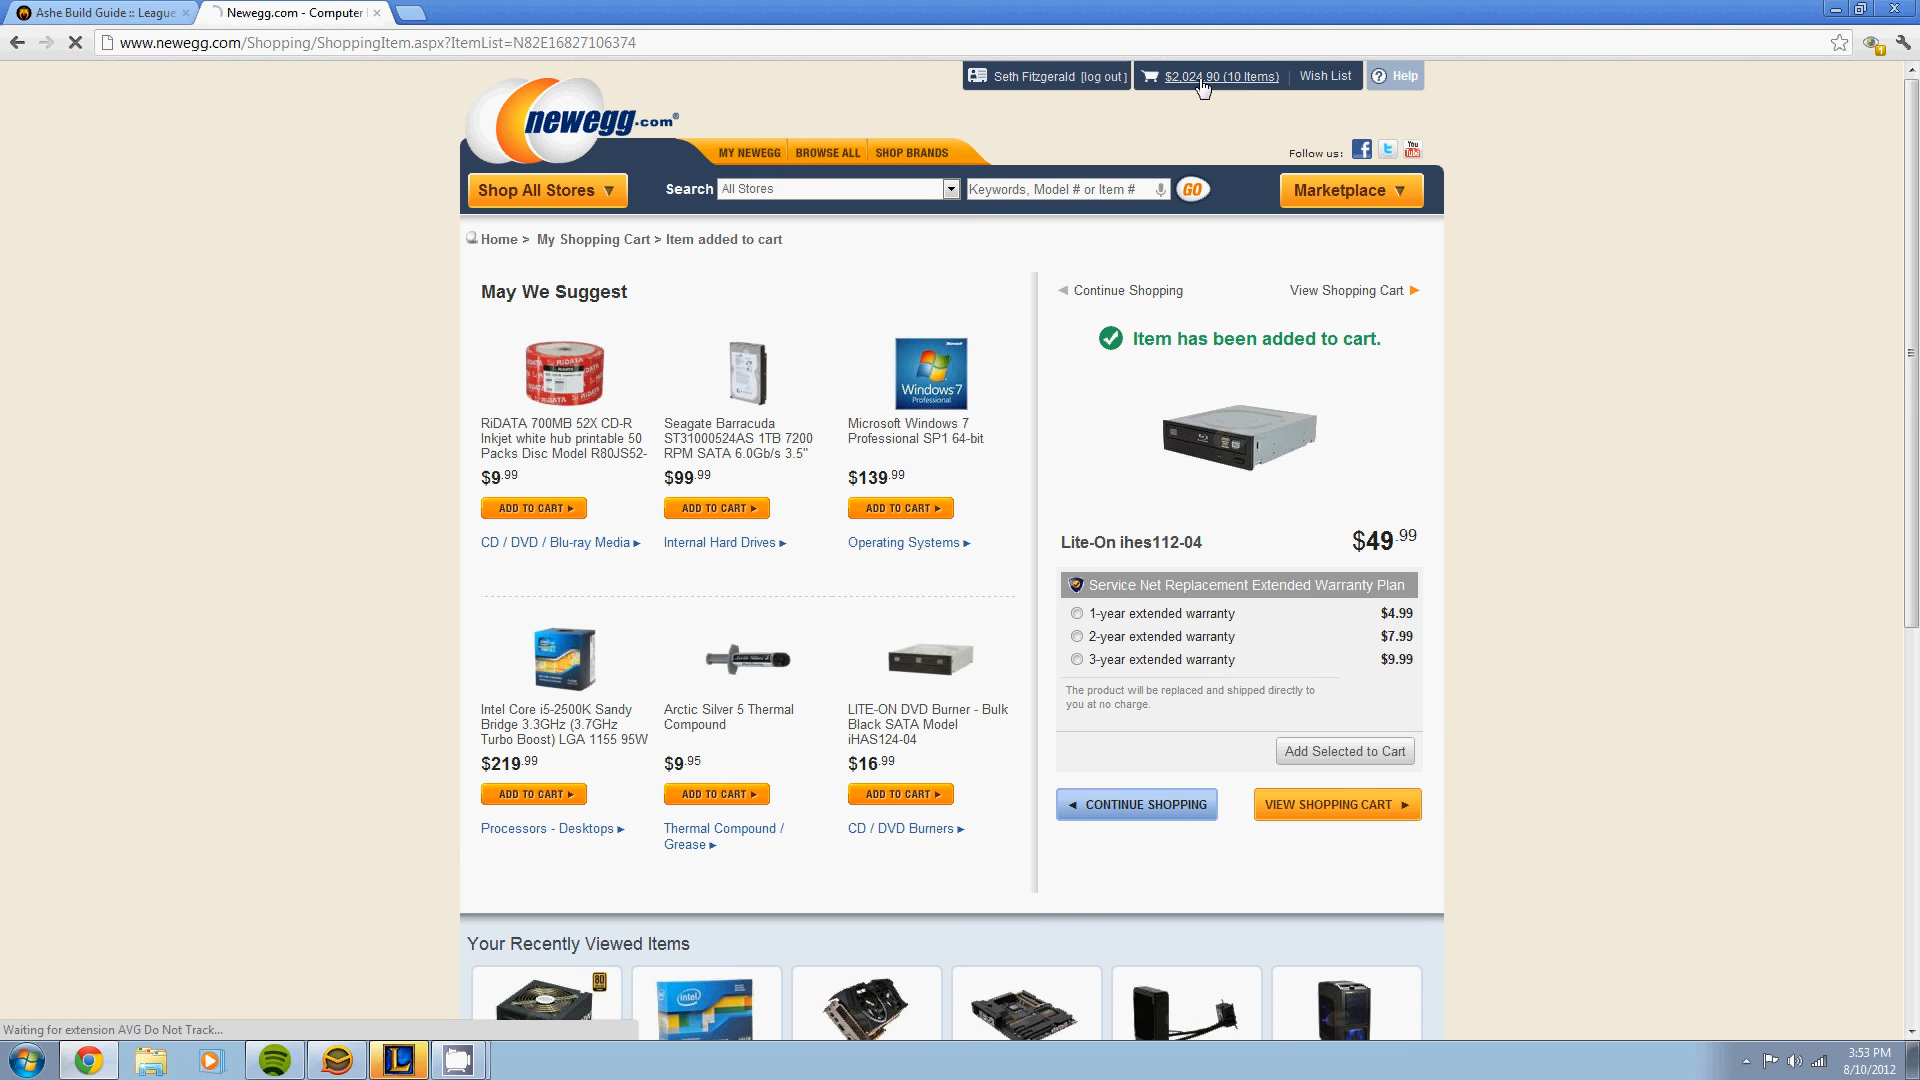 Ashe Build Guide :: League
Newegg.com - Computer
www.newegg.com/Shopping/ShoppingItem.aspx?ItemList=N82E16827106374
Seth Fitzgerald [log out]
$2,024.90 (10 Items)
Wish List
? Help
newegg.com®
MY NEWEGG
BROWSE ALL
SHOP BRANDS
Follow us:
You Tube
Shop All Stores ▼
Search
All Stores
Keywords, Model # or Item #
GO
Marketplace ▼
Home > My Shopping Cart > Item added to cart
May We Suggest
RiDATA 700MB 52X CD-R
Inkjet white hub printable 50
Packs Disc Model R80JS52-
$9.99
ADD TO CART ▸
CD / DVD / Blu-ray Media ▸
Seagate Barracuda
ST31000524AS 1TB 7200
RPM SATA 6.0Gb/s 3.5"
$99.99
ADD TO CART ▸
Internal Hard Drives ▸
Microsoft
Windows 7
Professional
Microsoft Windows 7
Professional SP1 64-bit
$139.99
ADD TO CART ▸
Operating Systems ▸
Intel Core i5-2500K Sandy
Bridge 3.3GHz (3.7GHz
Turbo Boost) LGA 1155 95W
$219.99
ADD TO CART ▸
Processors - Desktops ▸
Arctic Silver 5 Thermal
Compound
$9.95
ADD TO CART ▸
Thermal Compound /
Grease ▸
LITE-ON DVD Burner - Bulk
Black SATA Model
iHAS124-04
$16.99
ADD TO CART ▸
CD / DVD Burners ▸
◀ Continue Shopping
View Shopping Cart ▶
Item has been added to cart.
Lite-On ihes112-04
$49.99
Service Net Replacement Extended Warranty Plan
1-year extended warranty $4.99
2-year extended warranty $7.99
3-year extended warranty $9.99
The product will be replaced and shipped directly to
you at no charge.
Add Selected to Cart
◀ CONTINUE SHOPPING
VIEW SHOPPING CART ▶
Your Recently Viewed Items
80
intel
Waiting for extension AVG Do Not Track...
3:53 PM
8/10/2012